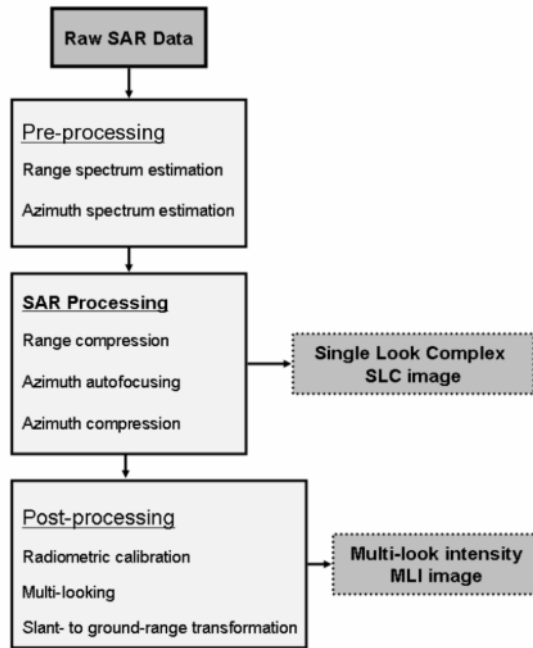 Raw SAR Data
Pre-processing
Range spectrum estimation
Azimuth spectrum estimation
SAR Processing
Range compression
Azimuth autofocusing
Azimuth compression
Single Look Complex
SLC image
Post-processing
Radiometric calibration
Multi-looking
Slant- to ground-range transformation
Multi-look intensity
MLI image